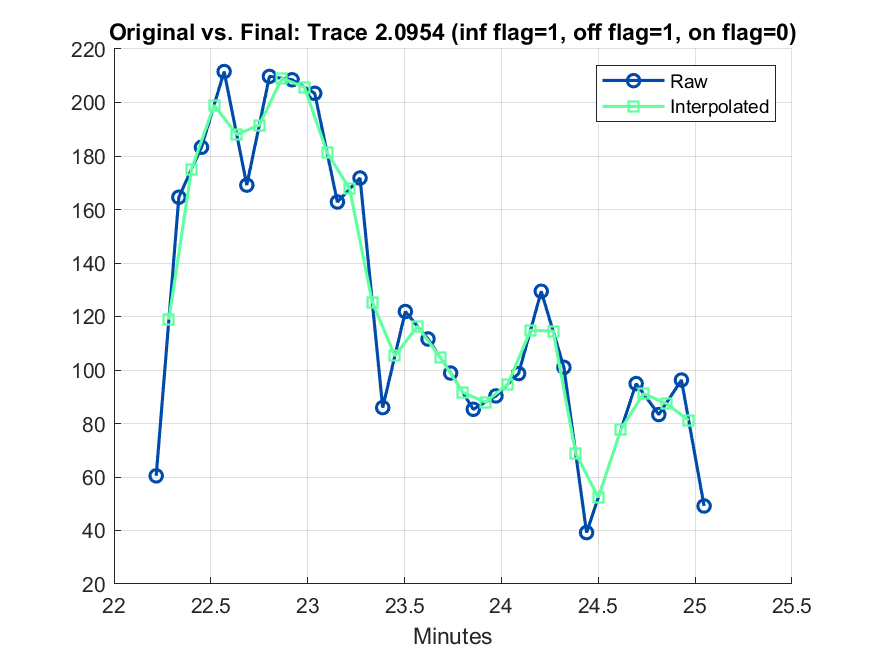 Original vs. Final: Trace 2.0954 (inf flag=1, off flag=1, on flag=0)
220
200
180
160
140
120
100
80
60
40
20
Raw
Interpolated
22 22.5 23 23.5 24 24.5 25 25.5
Minutes